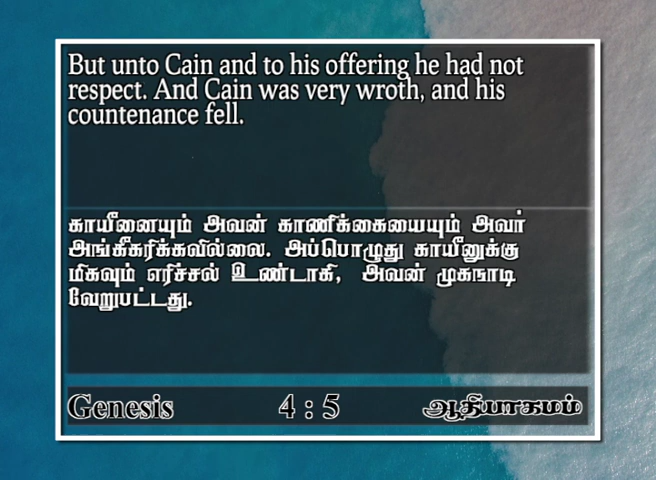 But unto Cain and to his offering he had not
respect. And Cain was very wroth, and his
countenance fell.
காயீனையும் அவன் காணிக்கையையும் அவர்
அங்கீகரிக்கவில்லை. அப்பொழுது காயீனுக்கு
மிகவும் எரிச்சல் உண்டாகி, அவன் முகநாடி
வேறுபட்டது.
Genesis 4 : 5 ஆதியாகமம்